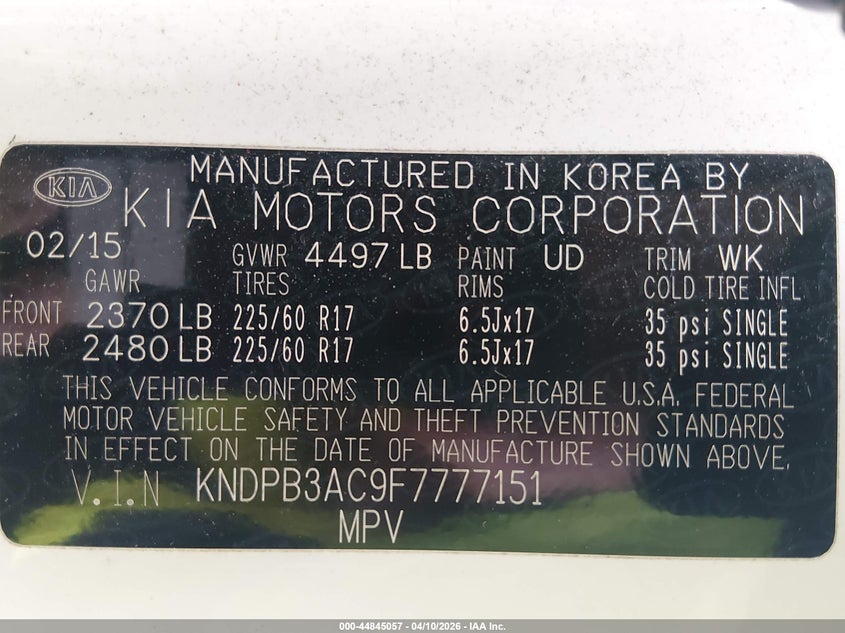 KIA
MANUFACTURED IN KOREA BY
KIA MOTORS CORPORATION
02/15 GVWR 4497 LB PAINT UD TRIM WK
GAWR TIRES RIMS COLD TIRE INFL
FRONT 2370 LB 225/60 R17 6.5Jx17 35 psi SINGLE
REAR 2480 LB 225/60 R17 6.5Jx17 35 psi SINGLE
THIS VEHICLE CONFORMS TO ALL APPLICABLE U.S.A. FEDERAL
MOTOR VEHICLE SAFETY AND THEFT PREVENTION STANDARDS
IN EFFECT ON THE DATE OF MANUFACTURE SHOWN ABOVE.
V.I.N KNDPB3AC9F7777151
MPV
000-44845057 - 04/10/2026 - IAA Inc.